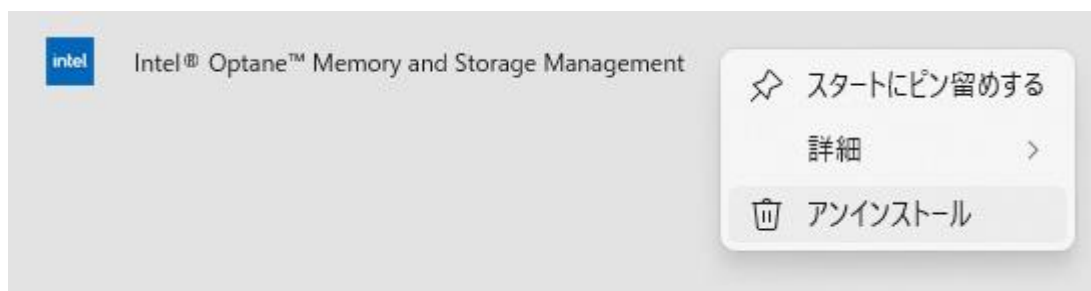 intel
Intel® Optane™ Memory and Storage Management
スタートにピン留めする
詳細
アンインストール